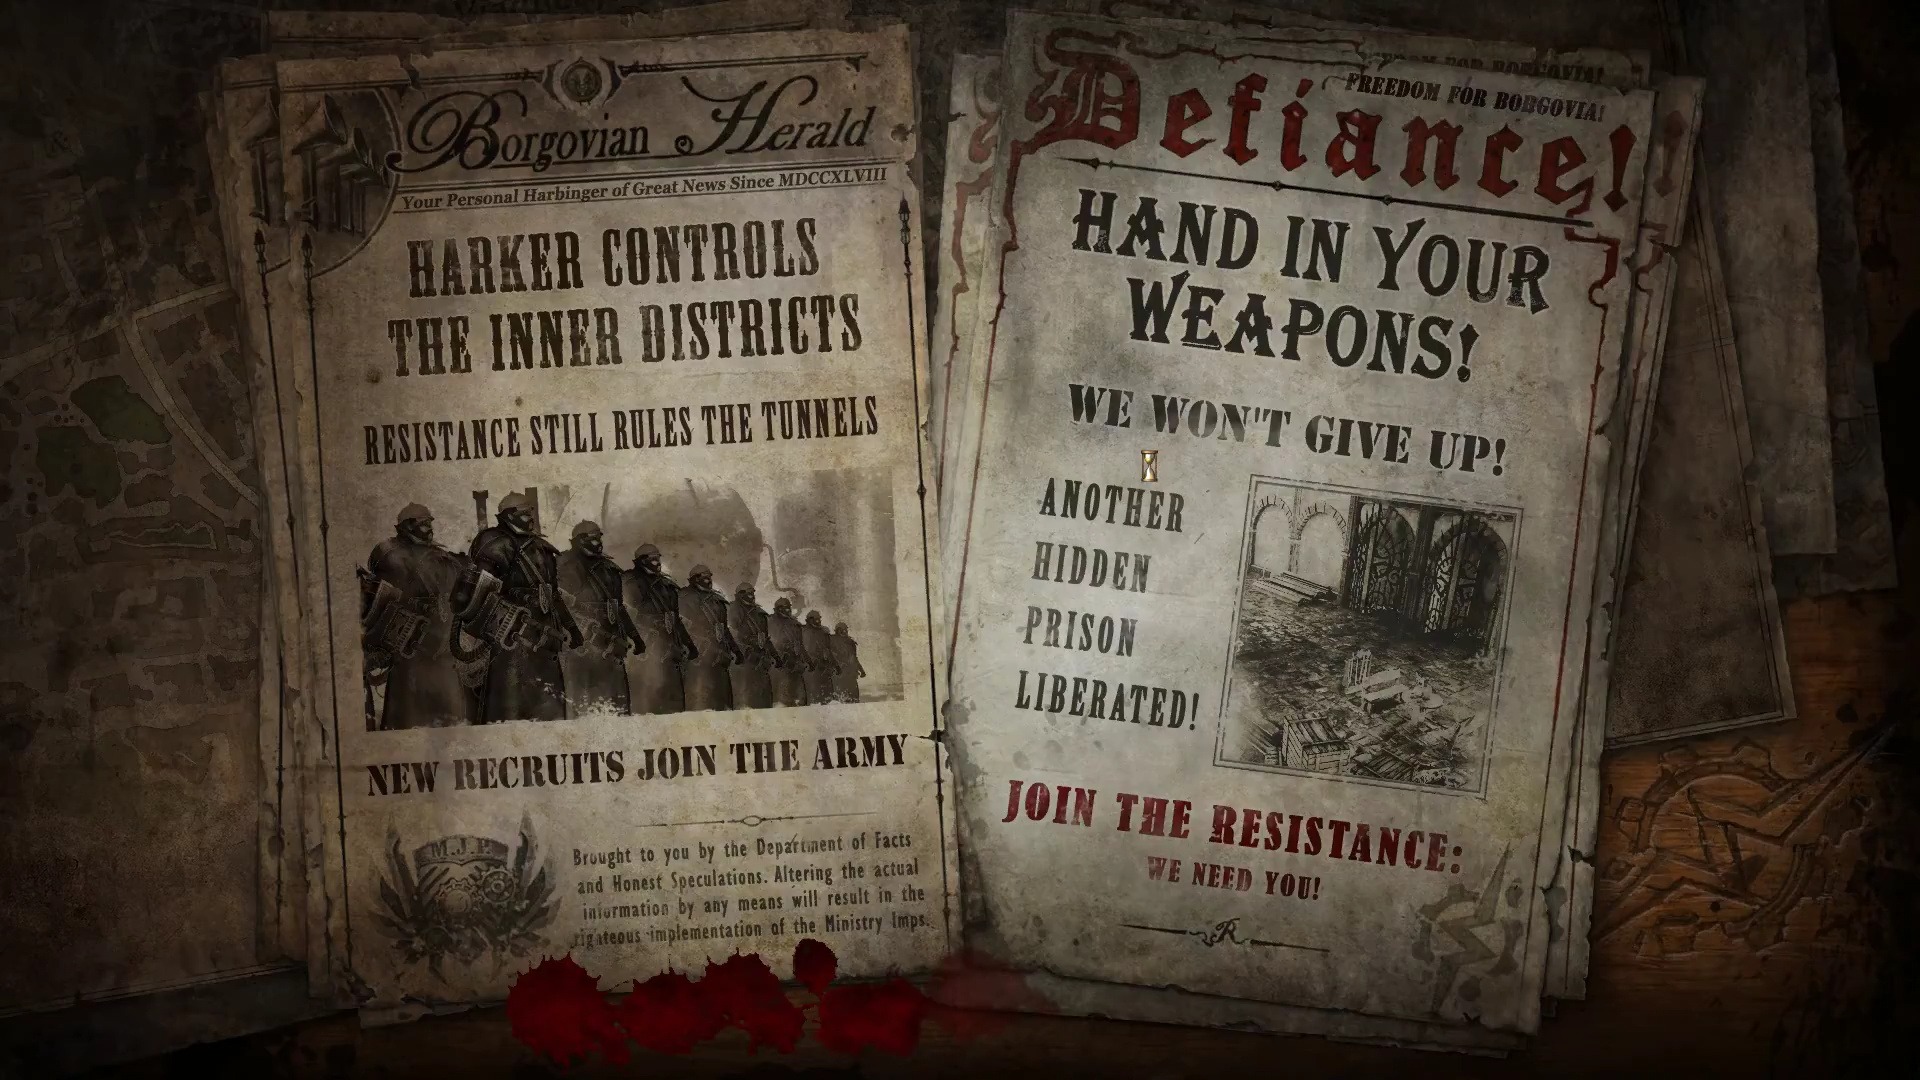 Borgovian Herald
Your Personal Harbinger of Great News Since MDCCXLVIII
HARKER CONTROLS
THE INNER DISTRICTS
RESISTANCE STILL RULES THE TUNNELS
NEW RECRUITS JOIN THE ARMY
M.J.P.
Brought to you by the Department of Facts
and Honest Speculations. Altering the actual
information by any means will result in the
righteous implementation of the Ministry Imps.
FREEDOM FOR BORGOVIA!
FREEDOM FOR BORGOVIA!
Defiance!
HAND IN YOUR
WEAPONS!
WE WON'T GIVE UP!
ANOTHER
HIDDEN
PRISON
LIBERATED!
JOIN THE RESISTANCE:
WE NEED YOU!
R